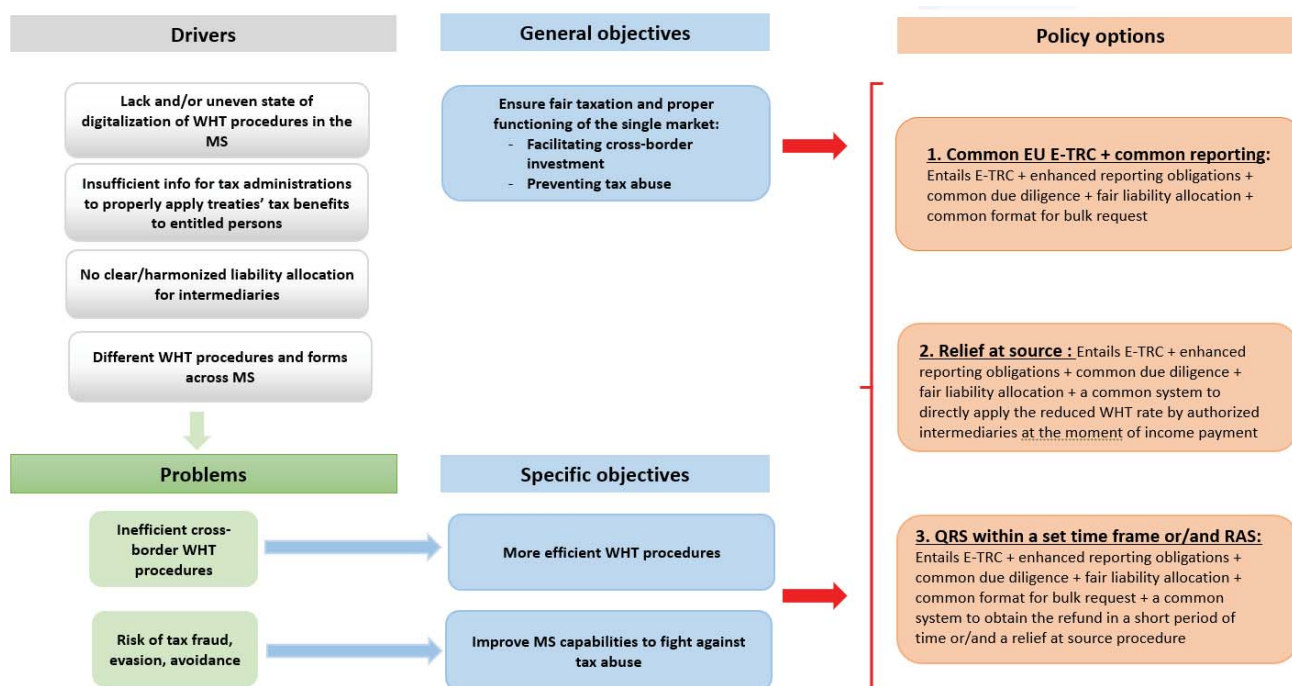 Drivers
Lack and/or uneven state of
digitalization of WHT procedures in the
MS
Insufficient info for tax administrations
to properly apply treaties' tax benefits
to entitled persons
No clear/harmonized liability allocation
for intermediaries
Different WHT procedures and forms
across MS
Problems
Inefficient cross-
border WHT
procedures
Risk of tax fraud,
evasion, avoidance
General objectives
Ensure fair taxation and proper
functioning of the single market:
- Facilitating cross-border
investment
- Preventing tax abuse
Specific objectives
More efficient WHT procedures
Improve MS capabilities to fight against
tax abuse
Policy options
1. Common EU E-TRC + common reporting:
Entails E-TRC + enhanced reporting obligations +
common due diligence + fair liability allocation +
common format for bulk request
2. Relief at source : Entails E-TRC + enhanced
reporting obligations + common due diligence +
fair liability allocation + a common system to
directly apply the reduced WHT rate by authorized
intermediaries at the moment of income payment
3. QRS within a set time frame or/and RAS:
Entails E-TRC + enhanced reporting obligations +
common due diligence + fair liability allocation +
common format for bulk request + a common
system to obtain the refund in a short period of
time or/and a relief at source procedure